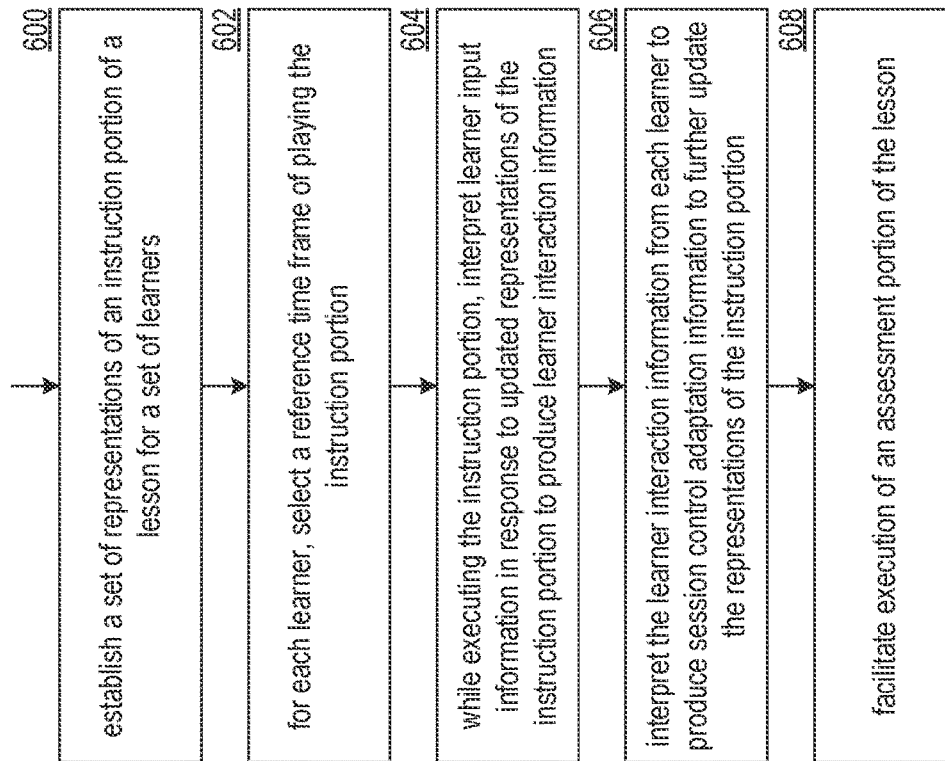 600
establish a set of representations of an instruction portion of a
lesson for a set of learners
602
for each learner, select a reference time frame of playing the
instruction portion
604
while executing the instruction portion, interpret learner input
information in response to updated representations of the
instruction portion to produce learner interaction information
606
interpret the learner interaction information from each learner to
produce session control adaptation information to further update
the representations of the instruction portion
608
facilitate execution of an assessment portion of the lesson